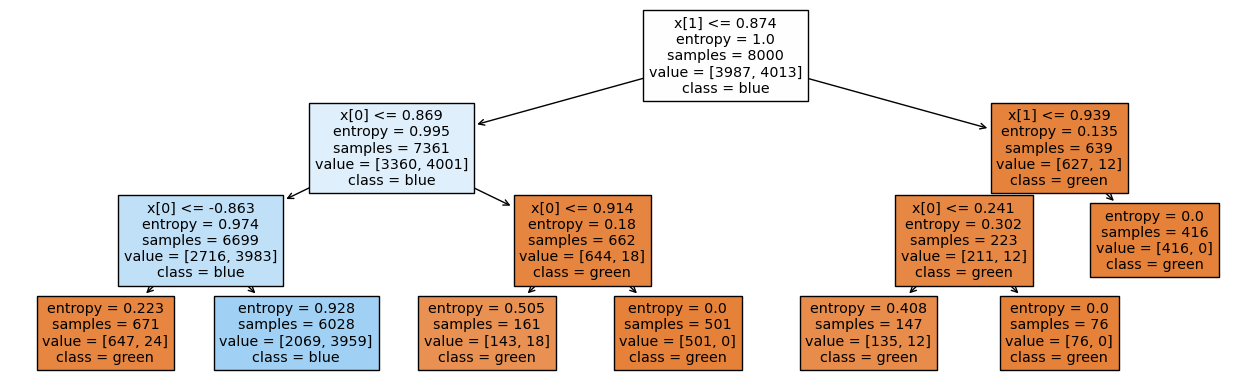 x[1] <= 0.874
entropy = 1.0
samples = 8000
value = [3987, 4013]
class = blue
x[0] <= 0.869
entropy = 0.995
samples = 7361
value = [3360, 4001]
class = blue
x[1] <= 0.939
entropy = 0.135
samples = 639
value = [627, 12]
class = green
x[0] <= -0.863
entropy = 0.974
samples = 6699
value = [2716, 3983]
class = blue
x[0] <= 0.914
entropy = 0.18
samples = 662
value = [644, 18]
class = green
x[0] <= 0.241
entropy = 0.302
samples = 223
value = [211, 12]
class = green
entropy = 0.0
samples = 416
value = [416, 0]
class = green
entropy = 0.223
samples = 671
value = [647, 24]
class = green
entropy = 0.928
samples = 6028
value = [2069, 3959]
class = blue
entropy = 0.505
samples = 161
value = [143, 18]
class = green
entropy = 0.0
samples = 501
value = [501, 0]
class = green
entropy = 0.408
samples = 147
value = [135, 12]
class = green
entropy = 0.0
samples = 76
value = [76, 0]
class = green